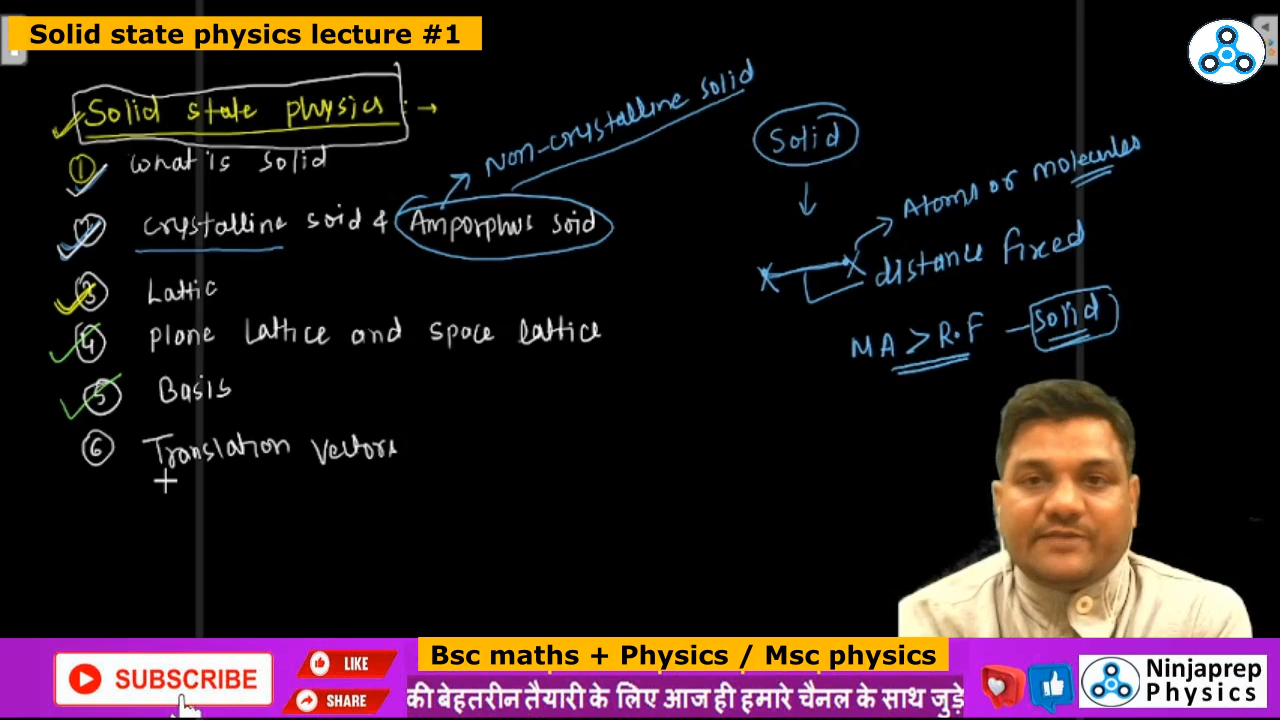 Solid state physics lecture #1
Solid state physics : →
① What is solid
② crystalline soid & Amporphus soid
Non-crystalline solid
③ Lattic
④ plane lattice and space lattice
⑤ Basis
⑥ Translation vectors
Solid
Atoms or molecules
distance fixed
MA > R.F – Solid
SUBSCRIBE
LIKE
SHARE
Bsc maths + Physics / Msc physics
की बेहतरीन तैयारी के लिए आज ही हमारे चैनल के साथ जुड़े
Ninjaprep
Physics